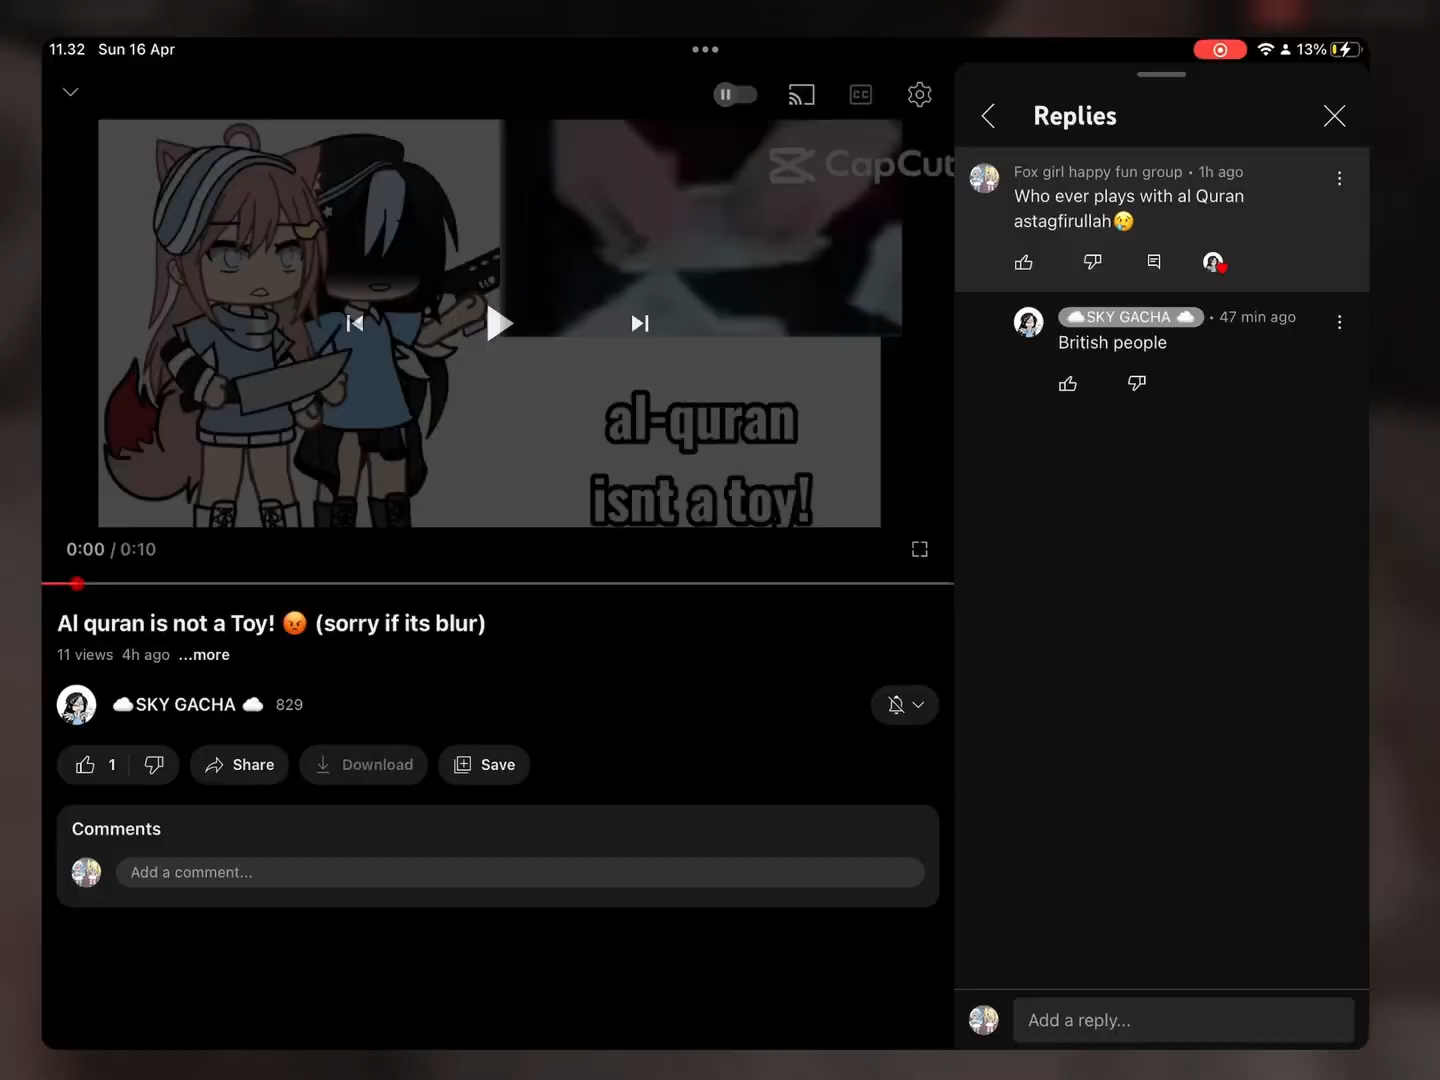 11.32 Sun 16 Apr
13%
CC
CapCut
al-quran
isnt a toy!
0:00 / 0:10
Al quran is not a Toy! 😡 (sorry if its blur)
11 views 4h ago ...more
☁️SKY GACHA ☁️ 829
1
Share
Download
Save
Comments
Add a comment...
Replies
Fox girl happy fun group • 1h ago
Who ever plays with al Quran
astagfirullah😢
☁️SKY GACHA ☁️ • 47 min ago
British people
Add a reply...